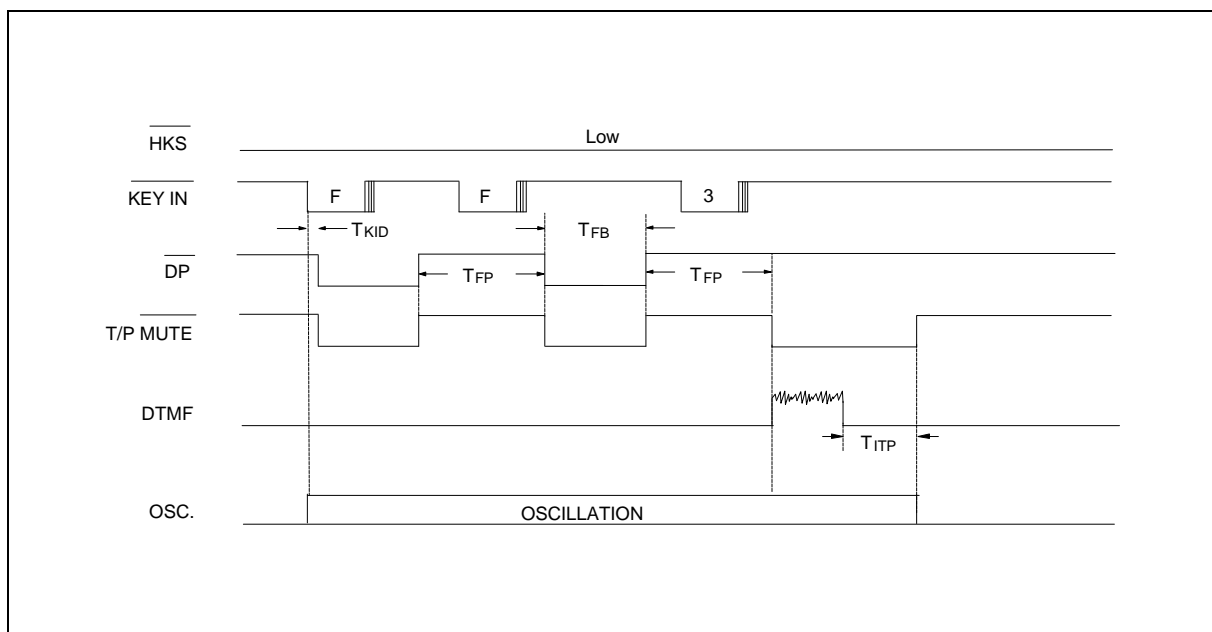 HKS Low
KEY IN F F 3
TKID TFB
DP TFP TFP
T/P MUTE
DTMF
TITP
OSC. OSCILLATION